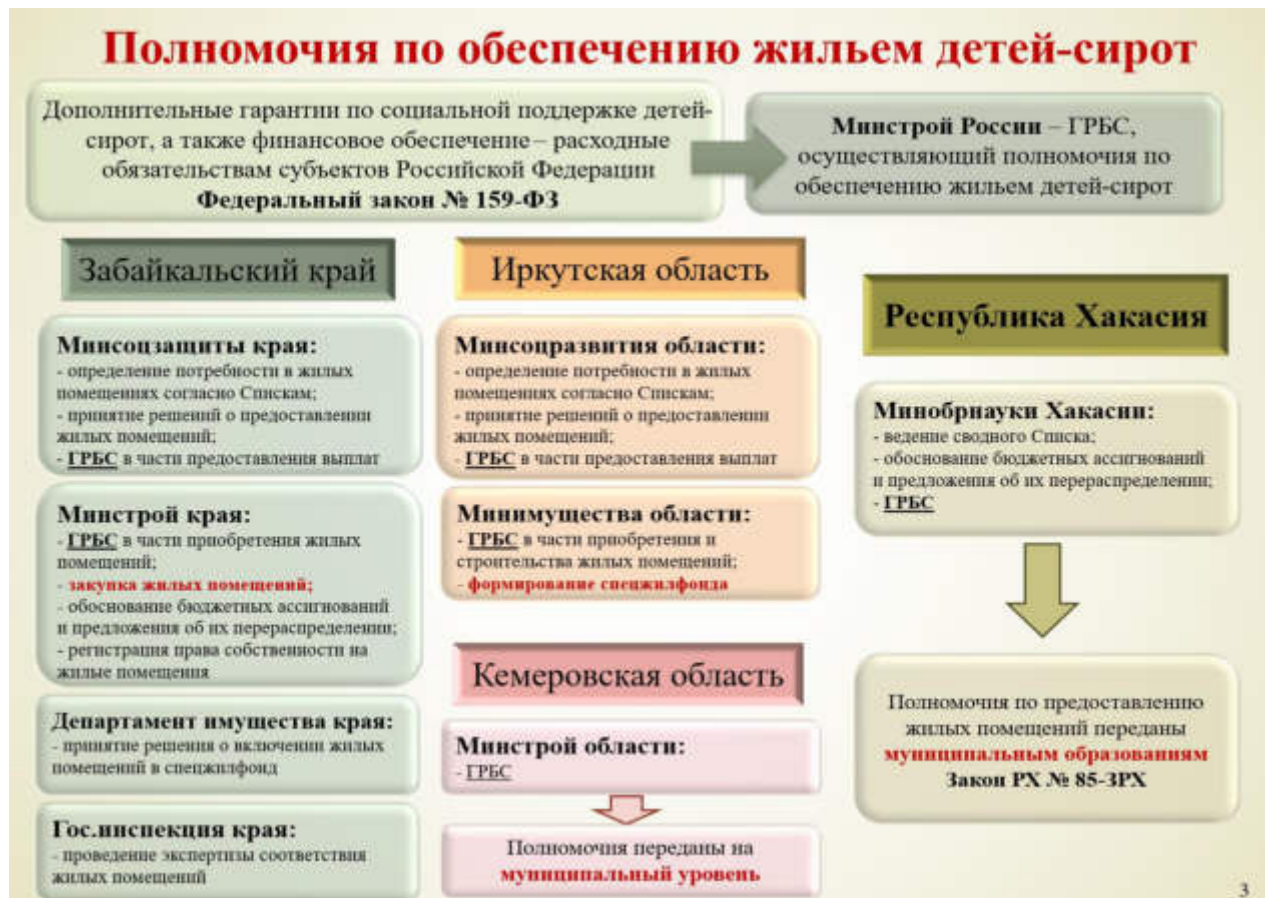 Полномочия по обеспечению жильем детей-сирот
Дополнительные гарантии по социальной поддержке детей-
сирот, а также финансовое обеспечение – расходные
обязательствам субъектов Российской Федерации
Федеральный закон № 159-ФЗ
Минстрой России – ГРБС,
осуществляющий полномочия по
обеспечению жильем детей-сирот
Забайкальский край
Минсоцзащиты края:
- определение потребности в жилых
помещениях согласно Спискам;
- принятие решений о предоставлении
жилых помещений;
- ГРБС в части предоставления выплат
Минстрой края:
- ГРБС в части приобретения жилых
помещений;
- закупка жилых помещений;
- обоснование бюджетных ассигнований
и предложения об их перераспределении;
- регистрация права собственности на
жилые помещения
Департамент имущества края:
- принятие решения о включении жилых
помещений в спецжилфонд
Гос.инспекция края:
- проведение экспертизы соответствия
жилых помещений
Иркутская область
Минсоцразвития области:
- определение потребности в жилых
помещениях согласно Спискам;
- принятие решений о предоставлении
жилых помещений;
- ГРБС в части предоставления выплат
Минимущества области:
- ГРБС в части приобретения и
строительства жилых помещений;
- формирование спецжилфонда
Кемеровская область
Минстрой области:
- ГРБС
Полномочия переданы на
муниципальный уровень
Республика Хакасия
Минобрнауки Хакасии:
- ведение сводного Списка;
- обоснование бюджетных ассигнований
и предложения об их перераспределении;
- ГРБС
Полномочия по предоставлению
жилых помещений переданы
муниципальным образованиям
Закон РХ № 85-ЗРХ
3